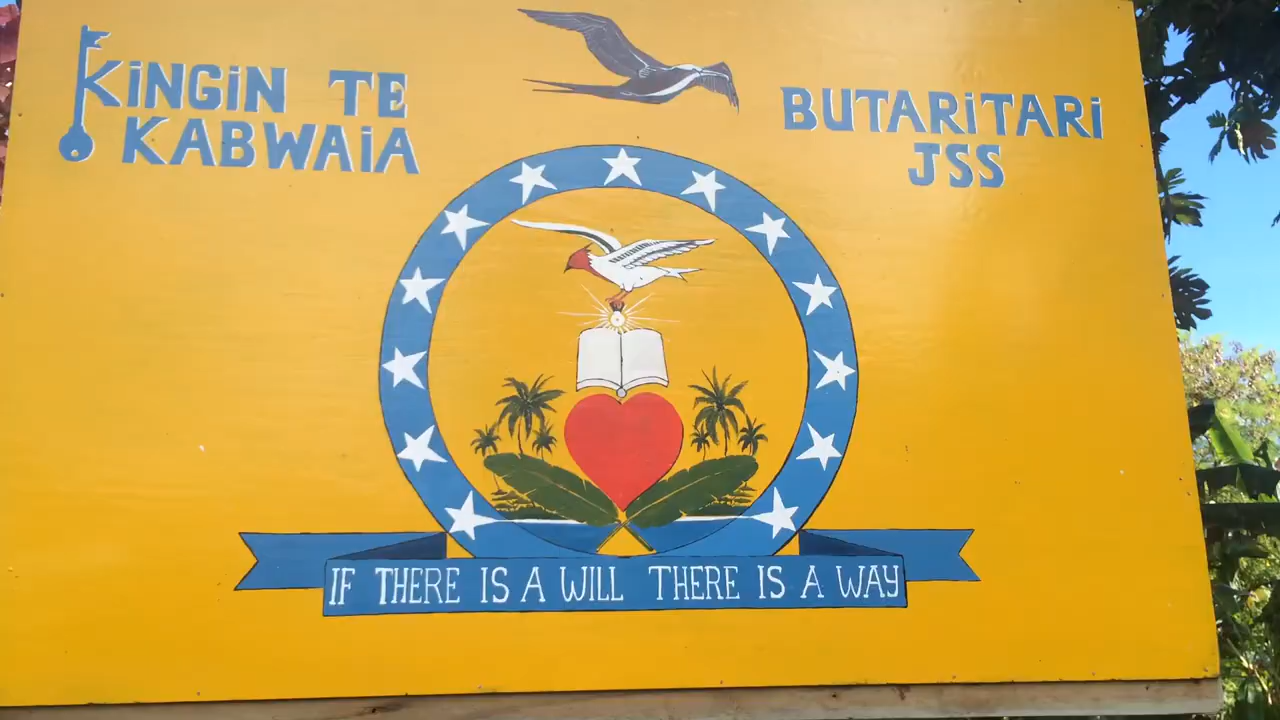 KiNGiN TE
KABWAiA
BUTARiTARi
JSS
IF THERE IS A WILL THERE IS A WAY